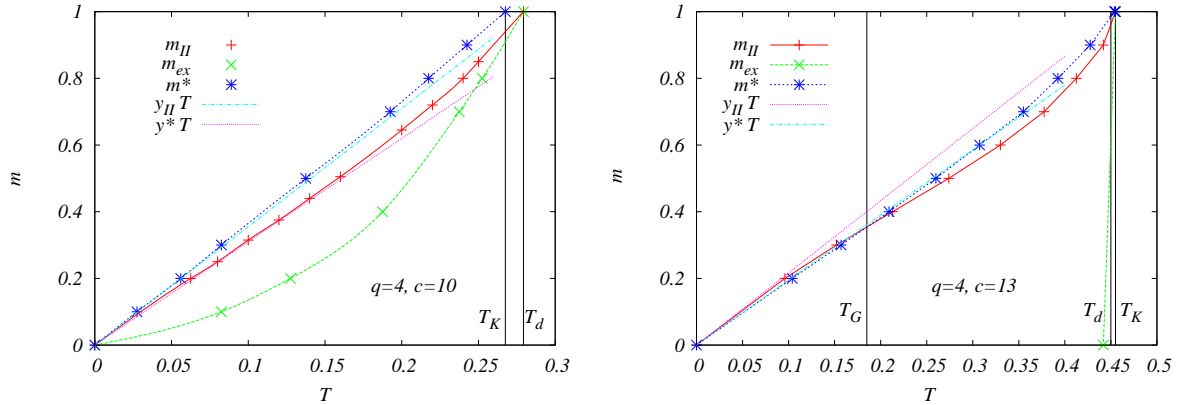 1
0.8
0.6
0.4
0.2
0
m
m_II
m_ex
m*
y_II T
y* T
q=4, c=10
T_K
T_d
0 0.05 0.1 0.15 0.2 0.25 0.3
T
1
0.8
0.6
0.4
0.2
0
m
m_II
m_ex
m*
y_II T
y* T
T_G
q=4, c=13
T_d
T_K
0 0.05 0.1 0.15 0.2 0.25 0.3 0.35 0.4 0.45 0.5
T